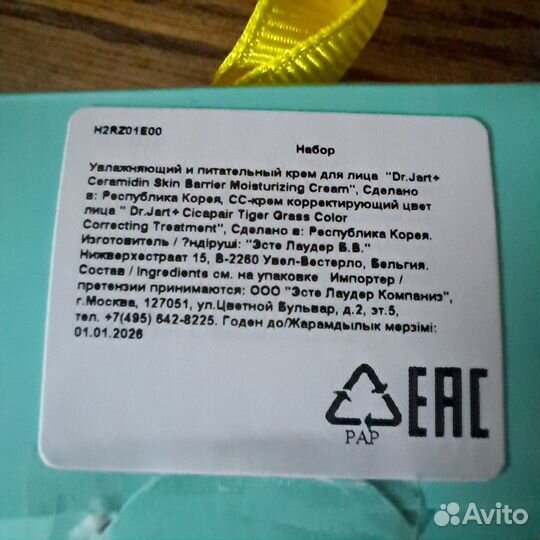 H2RZ01E00
Набор
Увлажняющий и питательный крем для лица "Dr.Jart+
Ceramidin Skin Barrier Moisturizing Cream", Сделано
в: Республика Корея, СС-крем корректирующий цвет
лица " Dr.Jart+ Cicapair Tiger Grass Color
Correcting Treatment", Сделано в: Республика Корея.
Изготовитель / ?ндіруші: "Эсте Лаудер Б.В."
Нижверхестраат 15, В-2260 Увел-Вестерло, Бельгия.
Состав / Ingredients см. на упаковке Импортер /
претензии принимаются: ООО "Эсте Лаудер Компаниз",
г.Москва, 127051, ул.Цветной Бульвар, д.2, эт.5,
тел. +7(495) 642-8225. Годен до/Жарамдылык мерзімі:
01.01.2026
PAP
EAC
Avito